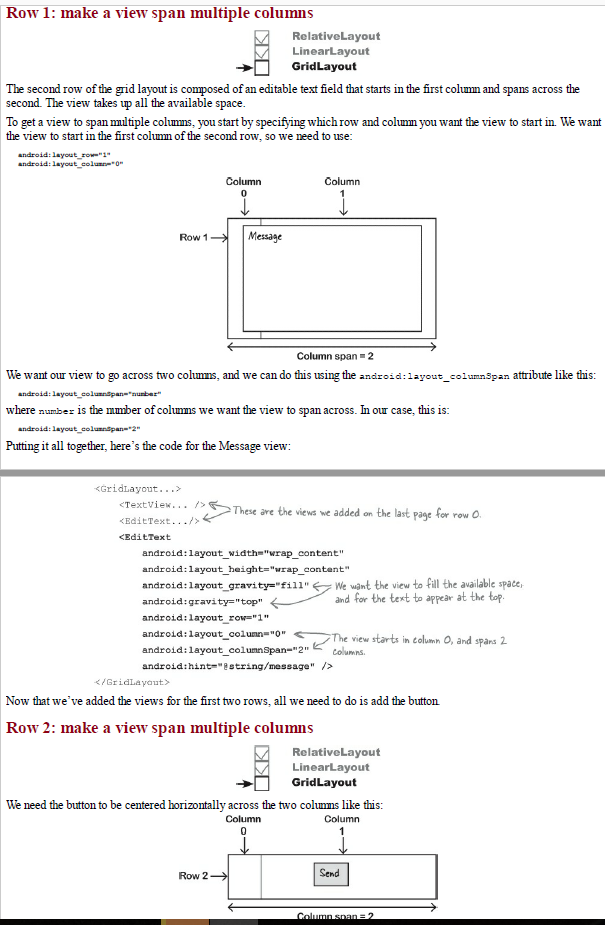 Row 1: make a view span multiple columns
RelativeLayout
LinearLayout
GridLayout
The second row of the grid layout is composed of an editable text field that starts in the first column and spans across the
second. The view takes up all the available space.
To get a view to span multiple columns, you start by specifying which row and column you want the view to start in. We want
the view to start in the first column of the second row, so we need to use:
android:layout_row="1"
android:layout_column="0"
Column Column
0 1
Row 1
Message
Column span = 2
We want our view to go across two columns, and we can do this using the android:layout_columnSpan attribute like this:
android:layout_columnSpan="number"
where number is the number of columns we want the view to span across. In our case, this is:
android:layout_columnSpan="2"
Putting it all together, here's the code for the Message view:
<GridLayout...>
<TextView... />
<EditText.../>
These are the views we added on the last page for row 0.
<EditText
android:layout_width="wrap_content"
android:layout_height="wrap_content"
android:layout_gravity="fill"
android:gravity="top"
We want the view to fill the available space,
and for the text to appear at the top.
android:layout_row="1"
android:layout_column="0"
android:layout_columnSpan="2"
The view starts in column 0, and spans 2
columns.
android:hint="@string/message" />
</GridLayout>
Now that we've added the views for the first two rows, all we need to do is add the button.
Row 2: make a view span multiple columns
RelativeLayout
LinearLayout
GridLayout
We need the button to be centered horizontally across the two columns like this:
Column Column
0 1
Row 2
Send
Column span = 2